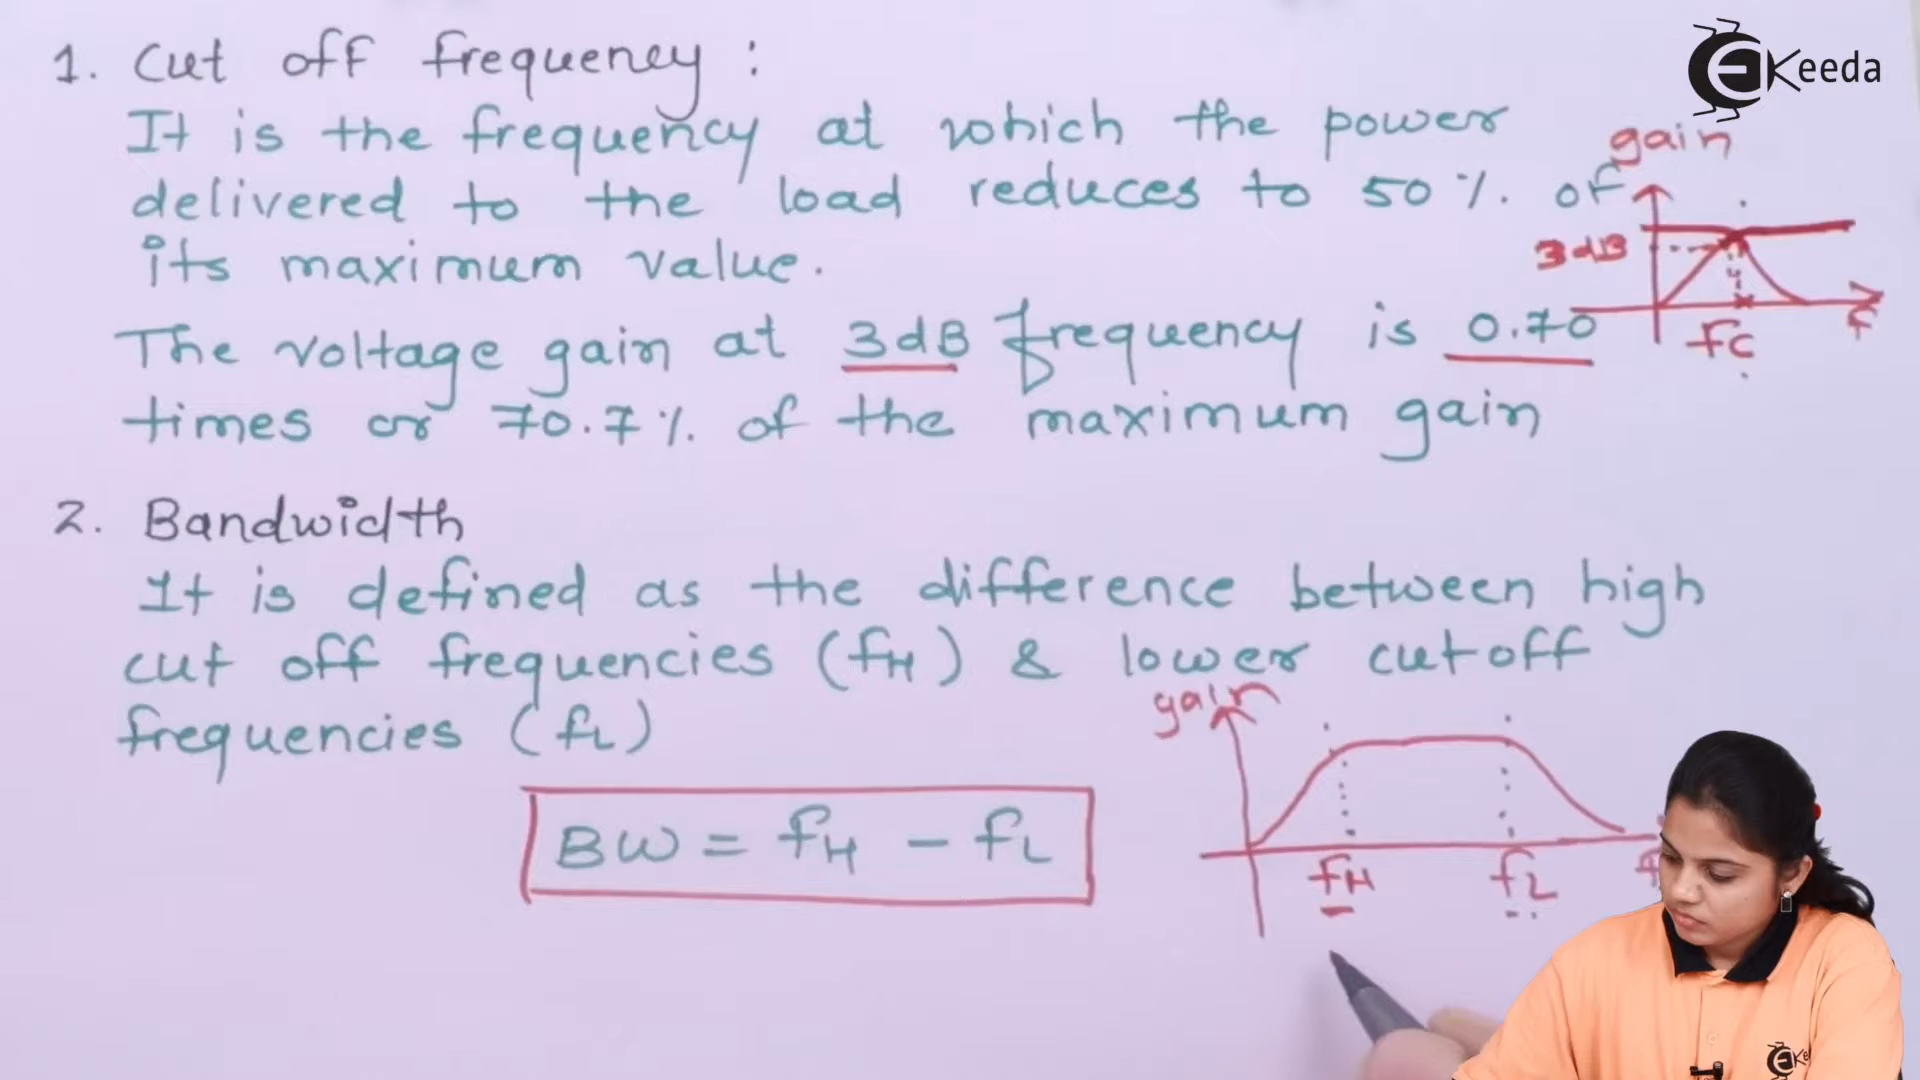 EKeeda
1. Cut off frequency:
It is the frequency at which the power
delivered to the load reduces to 50%. of
its maximum value.
The voltage gain at 3dB frequency is 0.70
times or 70.7%. of the maximum gain
gain
3dB
fc
f
2. Bandwidth
It is defined as the difference between high
cut off frequencies (fH) & lower cutoff
frequencies (fL)
BW = fH - fL
gain
fH
fL
f